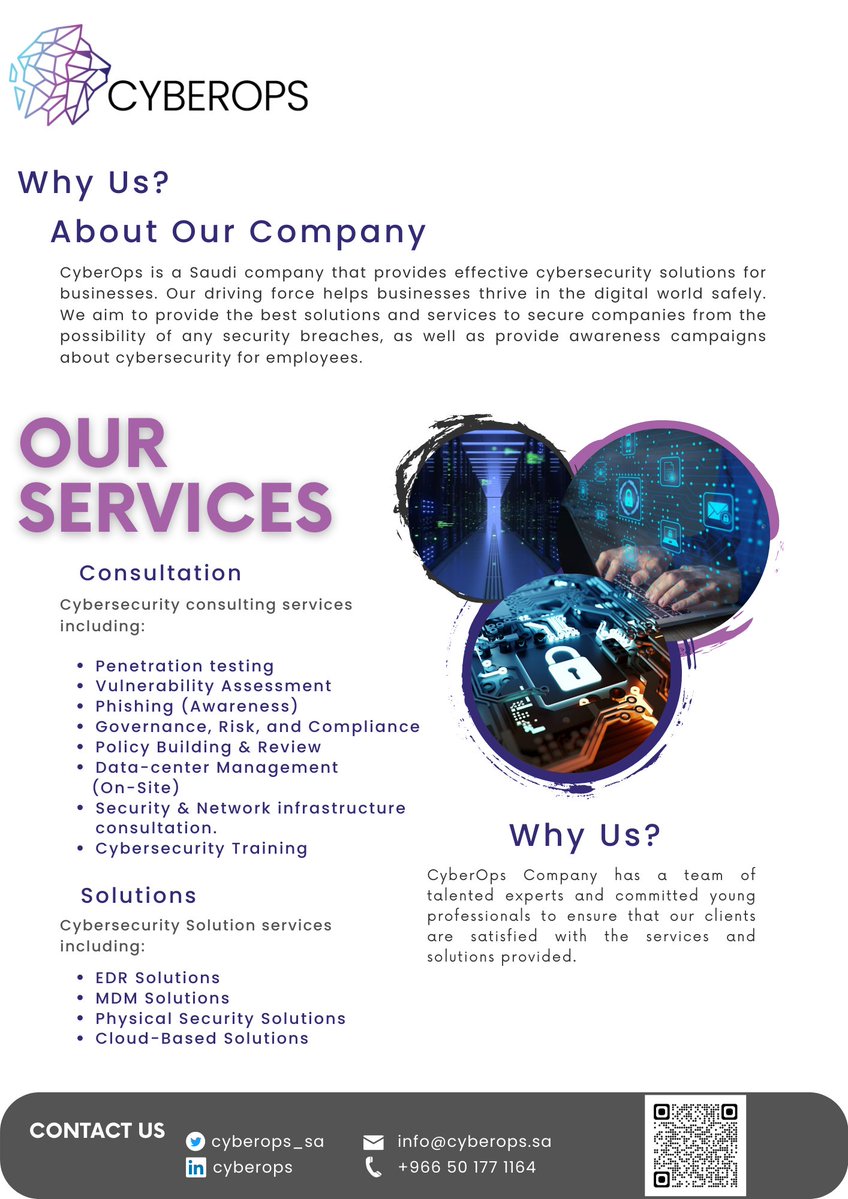 CYBEROPS
Why Us?
About Our Company
CyberOps is a Saudi company that provides effective cybersecurity solutions for
businesses. Our driving force helps businesses thrive in the digital world safely.
We aim to provide the best solutions and services to secure companies from the
possibility of any security breaches, as well as provide awareness campaigns
about cybersecurity for employees.
OUR
SERVICES
Consultation
Cybersecurity consulting services
including:
• Penetration testing
• Vulnerability Assessment
• Phishing (Awareness)
• Governance, Risk, and Compliance
• Policy Building & Review
• Data-center Management
(On-Site)
• Security & Network infrastructure
consultation.
• Cybersecurity Training
Solutions
Cybersecurity Solution services
including:
• EDR Solutions
• MDM Solutions
• Physical Security Solutions
• Cloud-Based Solutions
Why Us?
CyberOps Company has a team of
talented experts and committed young
professionals to ensure that our clients
are satisfied with the services and
solutions provided.
CONTACT US
cyberops_sa
in cyberops
info@cyberops.sa
+966 50 177 1164